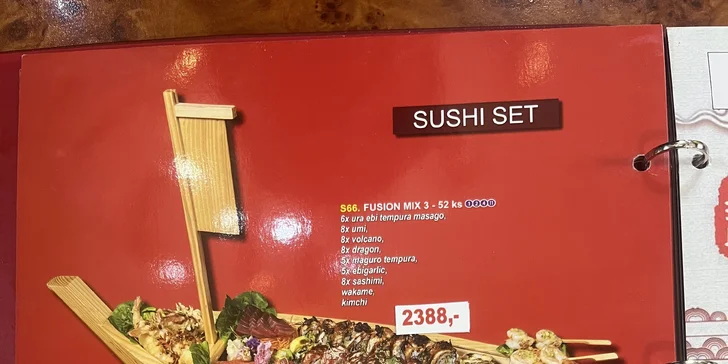 SUSHI SET
S66. FUSION MIX 3 - 52 ks
6x ura ebi tempura masago,
8x umi,
8x volcano,
8x dragon,
5x maguro tempura,
5x ebigarlic,
8x sashimi,
wakame,
kimchi
2388,-